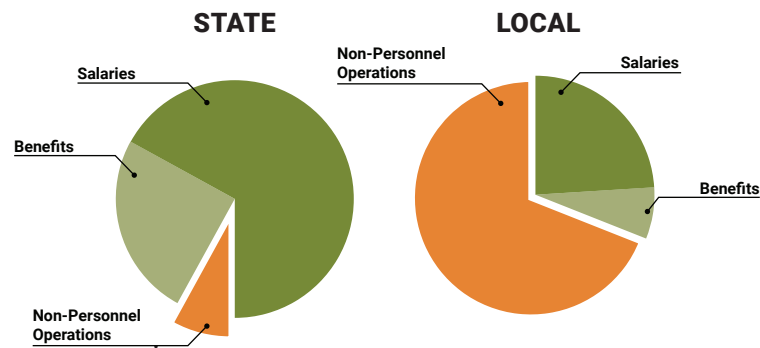 STATE
Salaries
Benefits
Non-Personnel
Operations
LOCAL
Non-Personnel
Operations
Salaries
Benefits